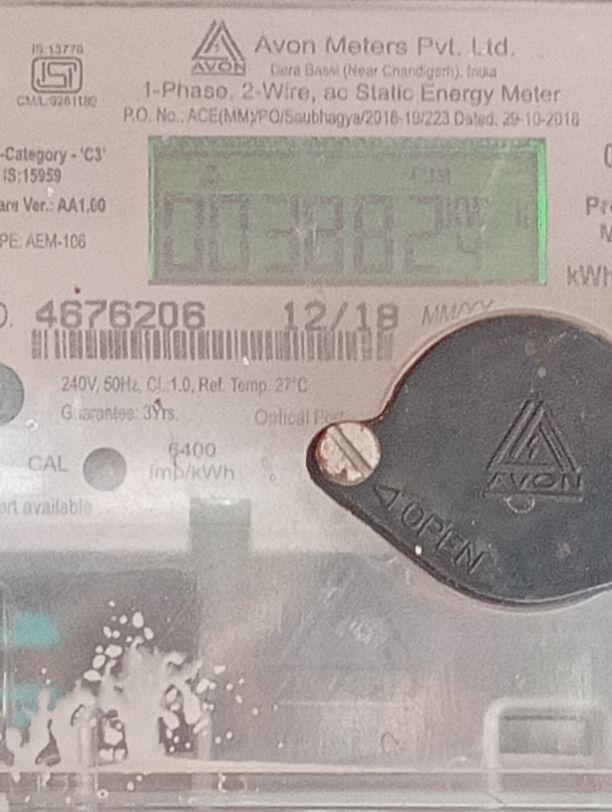 IS:13779
ISI
CM/L:9261180
AVON
Avon Meters Pvt. Ltd.
Dera Bassi (Near Chandigarh), India
1-Phase, 2-Wire, ac Static Energy Meter
P.O. No.: ACE(MM)/PO/Saubhagya/2018-19/223 Dated: 29-10-2018
-Category - 'C3'
IS:15959
are Ver.: AA1.00
PE: AEM-106
003882
kWh
4676206 12/18 MM/YY
240V, 50Hz, Cl.1.0, Ref. Temp. 27°C
Guarantee: 3Yrs.
Optical Port
CAL
6400
imp/kWh
ort available
AVON
OPEN